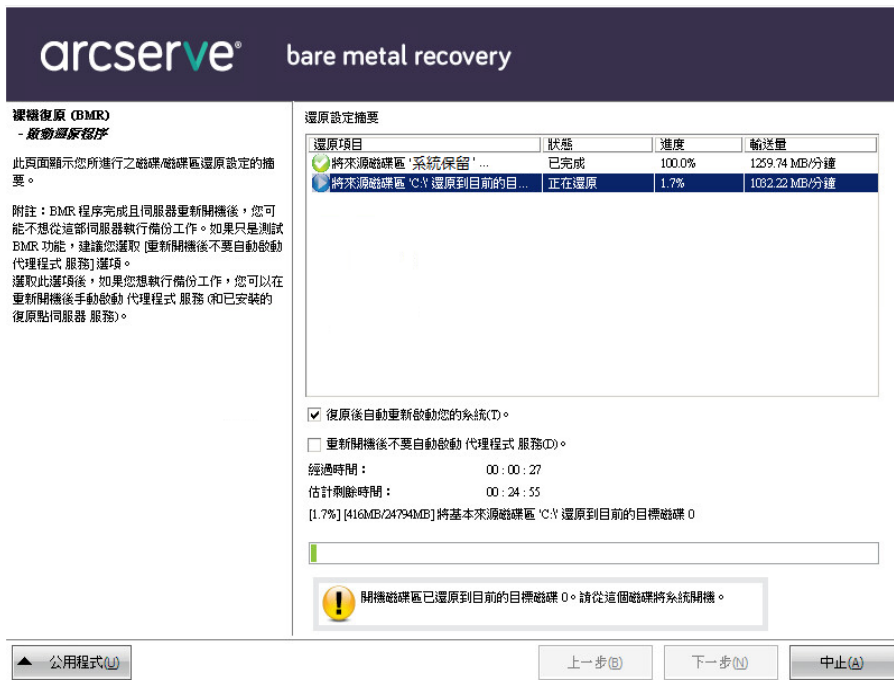 arcserve® bare metal recovery
裸機復原 (BMR)
- 啟動還原程序
此頁面顯示您所進行之磁碟/磁碟區還原設定的摘
要。
附註：BMR 程序完成且伺服器重新開機後，您可
能不想從這部伺服器執行備份工作。如果只是測試
BMR 功能，建議您選取 [重新開機後不要自動啟動
代理程式 服務] 選項。
選取此選項後，如果您想執行備份工作，您可以在
重新開機後手動啟動 代理程式 服務 (和已安裝的
復原點伺服器 服務)。
還原設定摘要
還原項目 狀態 進度 輸送量
將來源磁碟區 '系統保留' ... 已完成 100.0% 1259.74 MB/分鐘
將來源磁碟區 'C:\' 還原到目前的目... 正在還原 1.7% 1032.22 MB/分鐘
復原後自動重新啟動您的系統(T)。
重新開機後不要自動啟動 代理程式 服務(D)。
經過時間： 00 : 00 : 27
估計剩餘時間： 00 : 24 : 55
[1.7%] [416MB/24794MB] 將基本來源磁碟區 'C:\' 還原到目前的目標磁碟 0
開機磁碟區已還原到目前的目標磁碟 0。請從這個磁碟將系統開機。
公用程式(U) 上一步(B) 下一步(N) 中止(A)